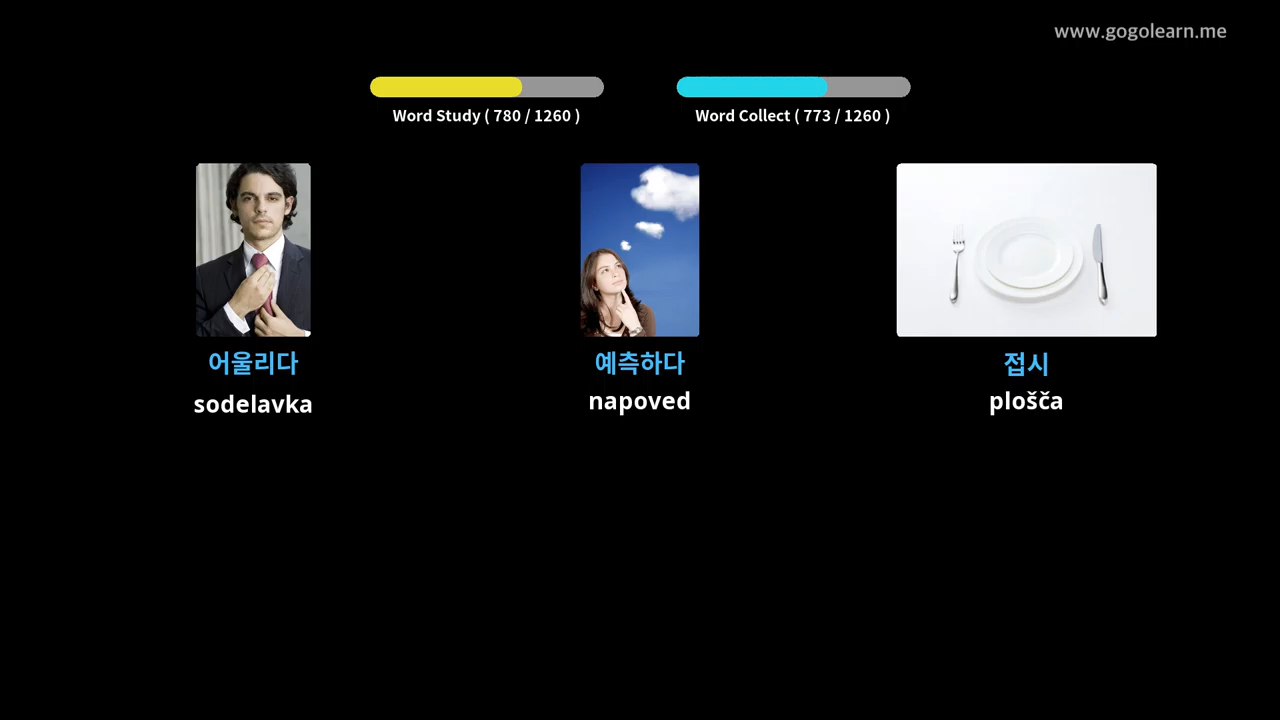 www.gogolearn.me
Word Study ( 780 / 1260 )
Word Collect ( 773 / 1260 )
어울리다
예측하다
접시
sodelavka
napoved
plošča